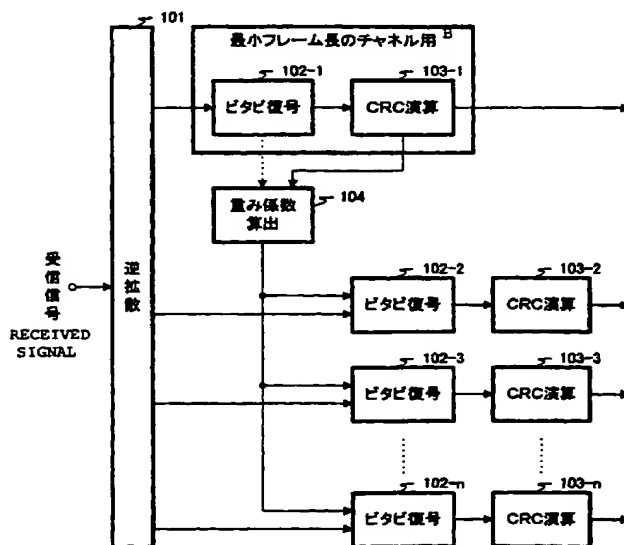 101
最小フレーム長のチャネル用 B
102-1
103-1
ビタビ復号
CRC演算
重み係数
算出
104
受信信号
RECEIVED
SIGNAL
逆拡散
102-2
103-2
ビタビ復号
CRC演算
102-3
103-3
ビタビ復号
CRC演算
102-n
103-n
ビタビ復号
CRC演算